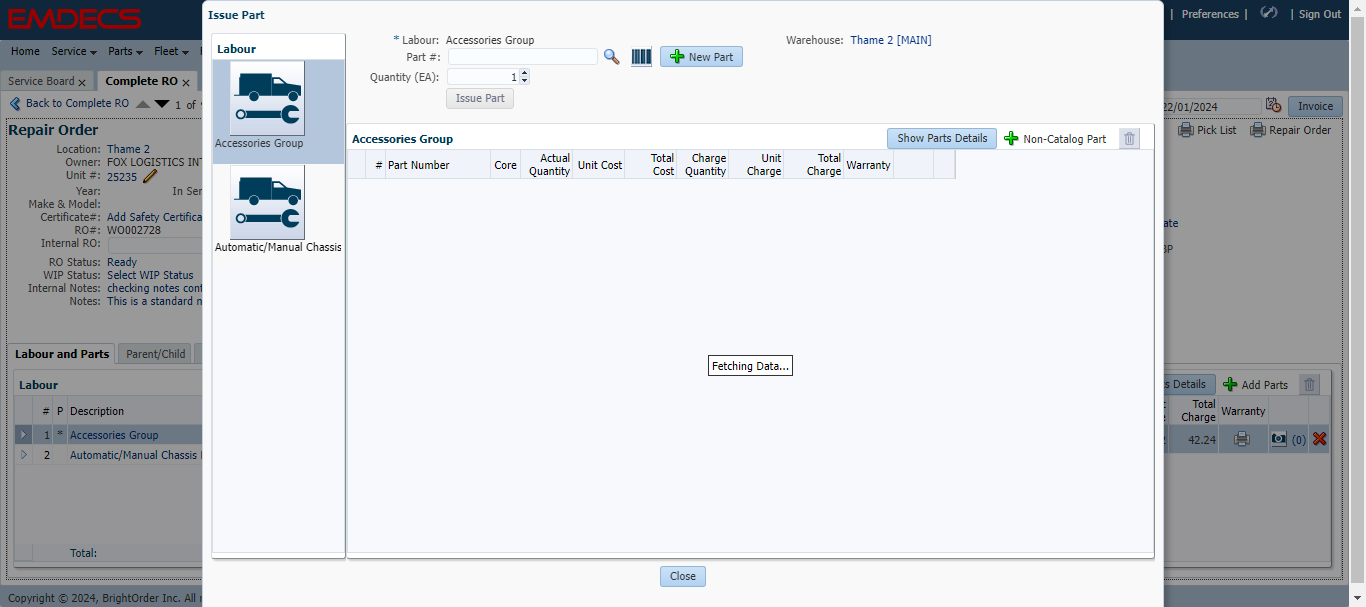 EMDECS
Issue Part
| Preferences | | Sign Out
Home Service Parts Fleet
Service Board x Complete RO x
Back to Complete RO 1 of
22/01/2024 Invoice
Pick List Repair Order
Repair Order
Location: Thame 2
Owner: FOX LOGISTICS INT
Unit #: 25235
Year: In Ser
Make & Model:
Certificate#: Add Safety Certifica
RO#: WO002728
Internal RO:
RO Status: Ready
WIP Status: Select WIP Status
Internal Notes: checking notes cont
Notes: This is a standard n
Labour and Parts Parent/Child
Labour
# P Description
1 * Accessories Group
2 Automatic/Manual Chassis
Total:
Copyright © 2024, BrightOrder Inc. All
Labour
Accessories Group
Automatic/Manual Chassis
* Labour: Accessories Group
Warehouse: Thame 2 [MAIN]
Part #: New Part
Quantity (EA): 1
Issue Part
Accessories Group Show Parts Details Non-Catalog Part
# Part Number Core Actual Quantity Unit Cost Total Cost Charge Quantity Unit Charge Total Charge Warranty
Fetching Data...
Close
ate
BP
s Details Add Parts
Total Charge Warranty
42.24 (0)